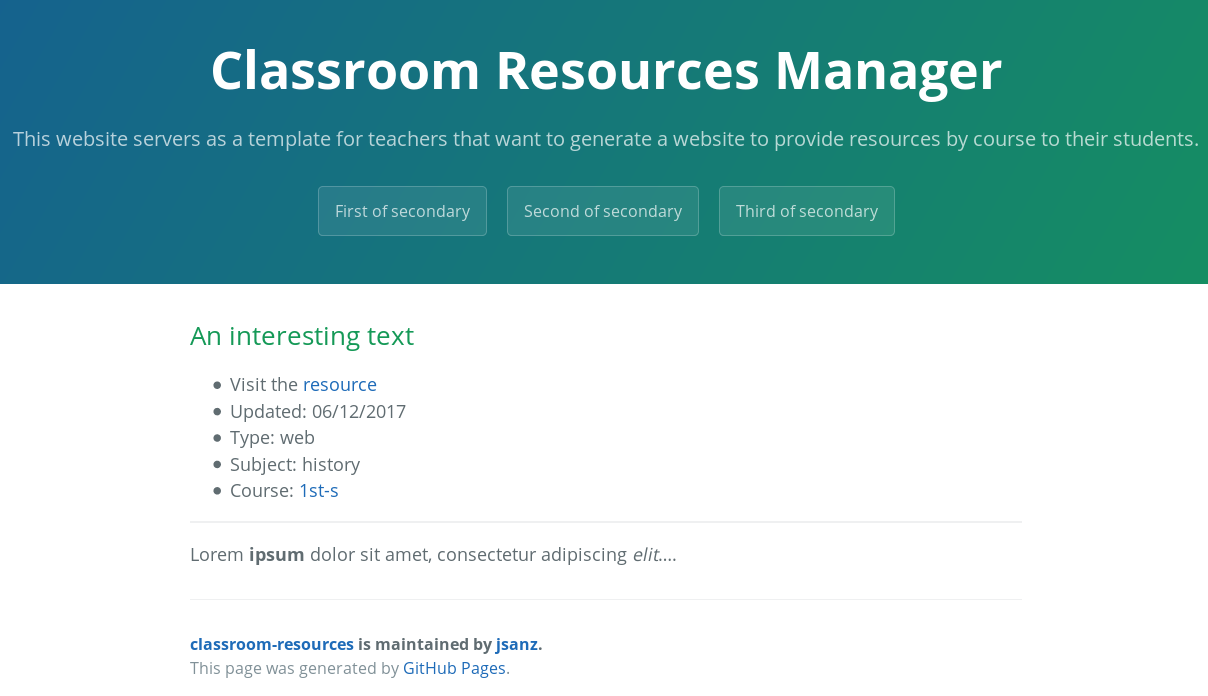 Classroom Resources Manager
This website servers as a template for teachers that want to generate a website to provide resources by course to their students.
First of secondary
Second of secondary
Third of secondary
An interesting text
Visit the resource
Updated: 06/12/2017
Type: web
Subject: history
Course: 1st-s
Lorem ipsum dolor sit amet, consectetur adipiscing elit....
classroom-resources is maintained by jsanz.
This page was generated by GitHub Pages.